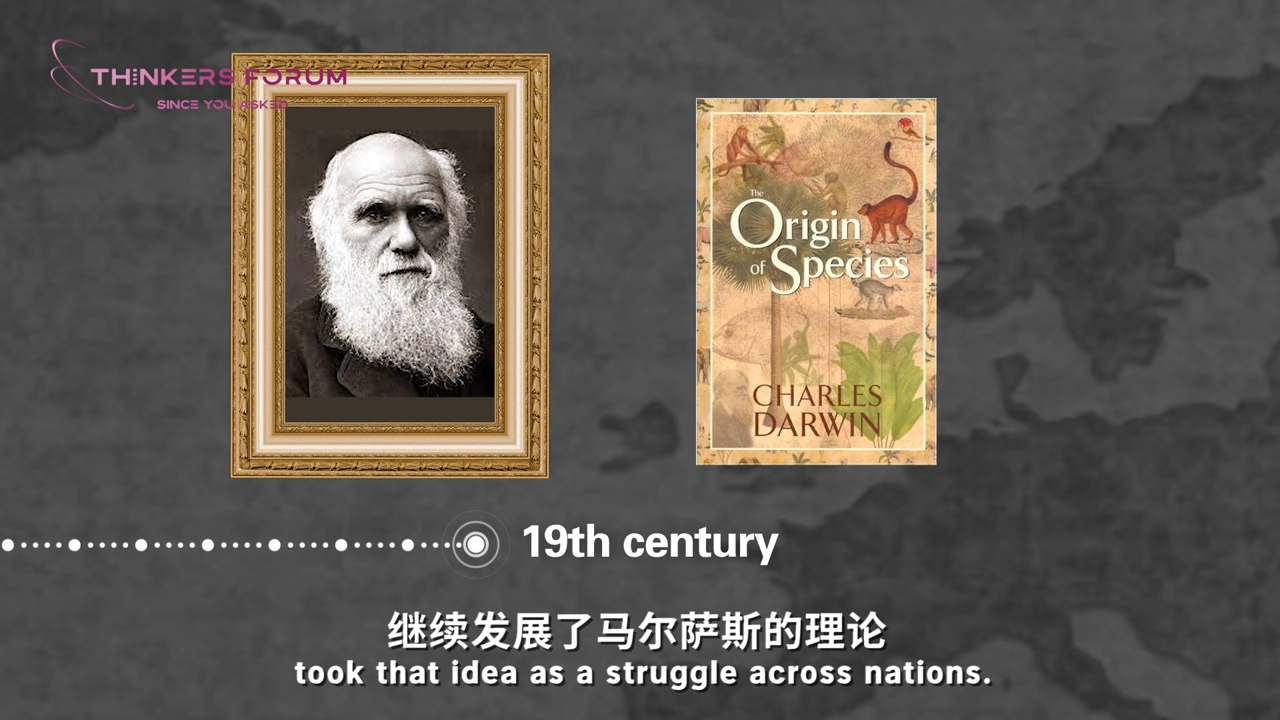 THINKERS FORUM
SINCE YOU ASKED
The
Origin
of Species
CHARLES
DARWIN
19th century
继续发展了马尔萨斯的理论
took that idea as a struggle across nations.